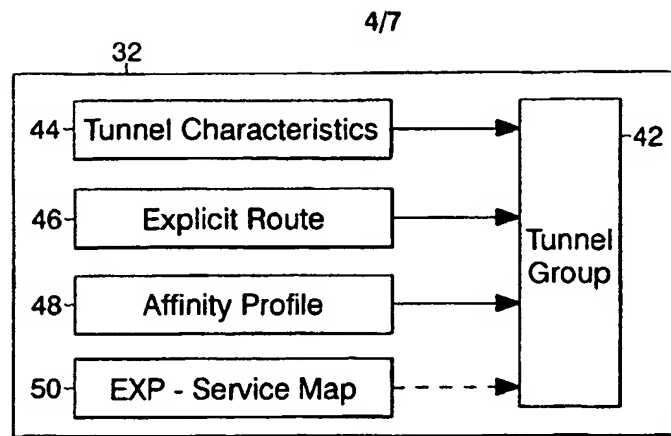 4/7
32
44 Tunnel Characteristics
42
46 Explicit Route
Tunnel
Group
48 Affinity Profile
50 EXP - Service Map